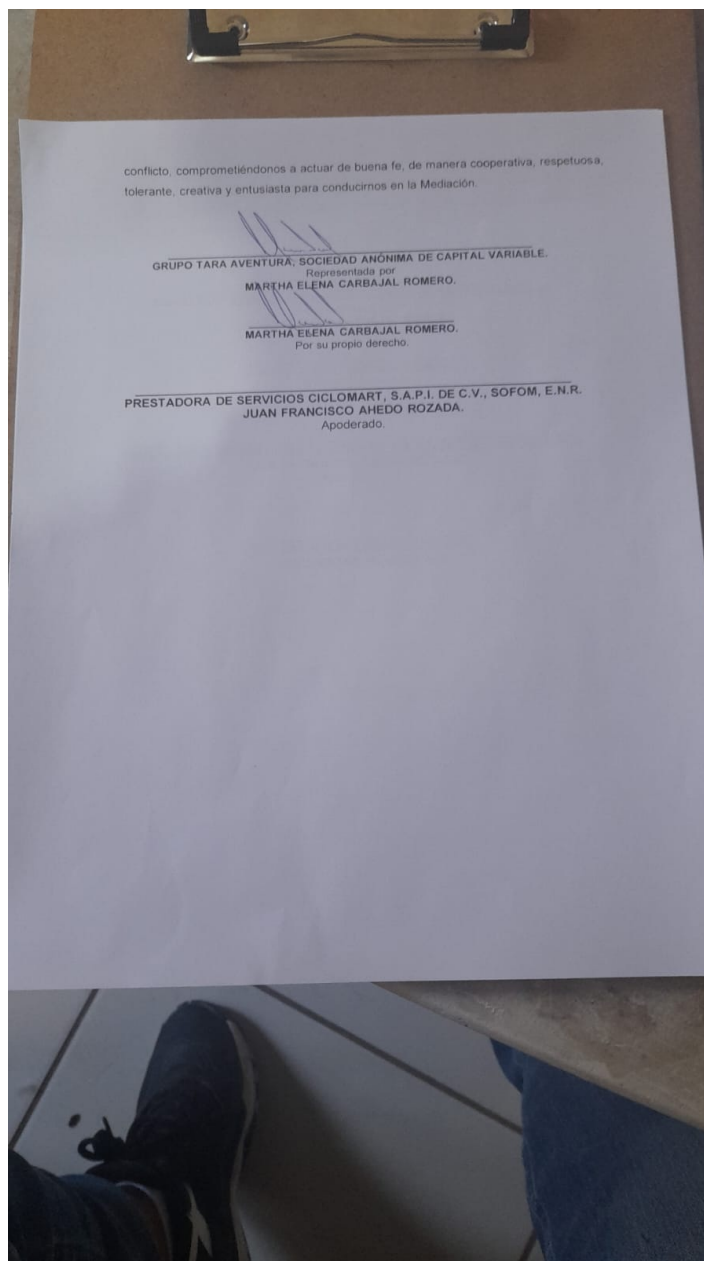 conflicto, comprometiéndonos a actuar de buena fe, de manera cooperativa, respetuosa,
tolerante, creativa y entusiasta para conducirnos en la Mediación.
GRUPO TARA AVENTURA, SOCIEDAD ANÓNIMA DE CAPITAL VARIABLE.
Representada por
MARTHA ELENA CARBAJAL ROMERO.
MARTHA ELENA CARBAJAL ROMERO.
Por su propio derecho.
PRESTADORA DE SERVICIOS CICLOMART, S.A.P.I. DE C.V., SOFOM, E.N.R.
JUAN FRANCISCO AHEDO ROZADA.
Apoderado.